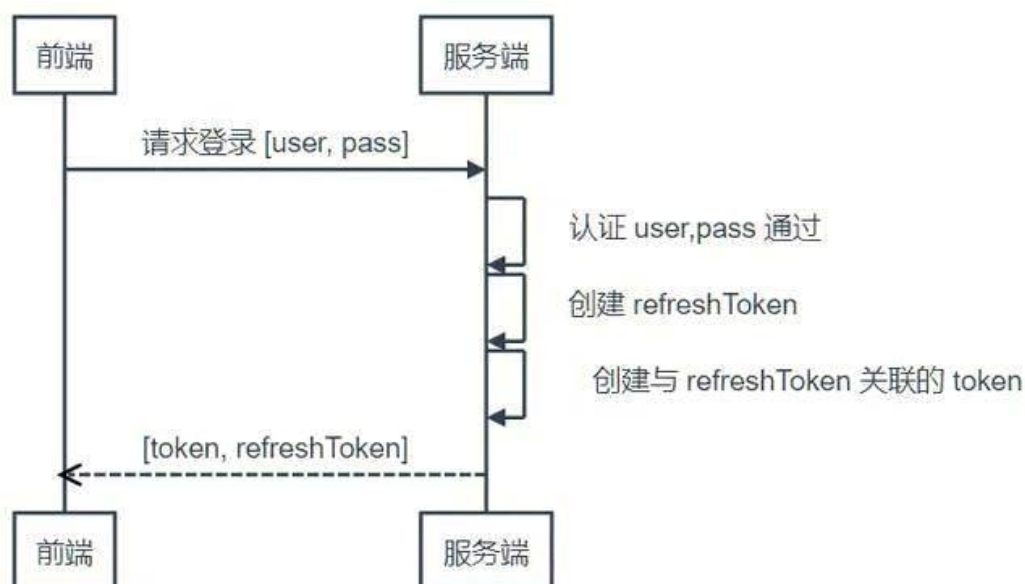 前端
服务端
请求登录 [user, pass]
认证 user,pass 通过
创建 refreshToken
创建与 refreshToken 关联的 token
[token, refreshToken]
前端
服务端